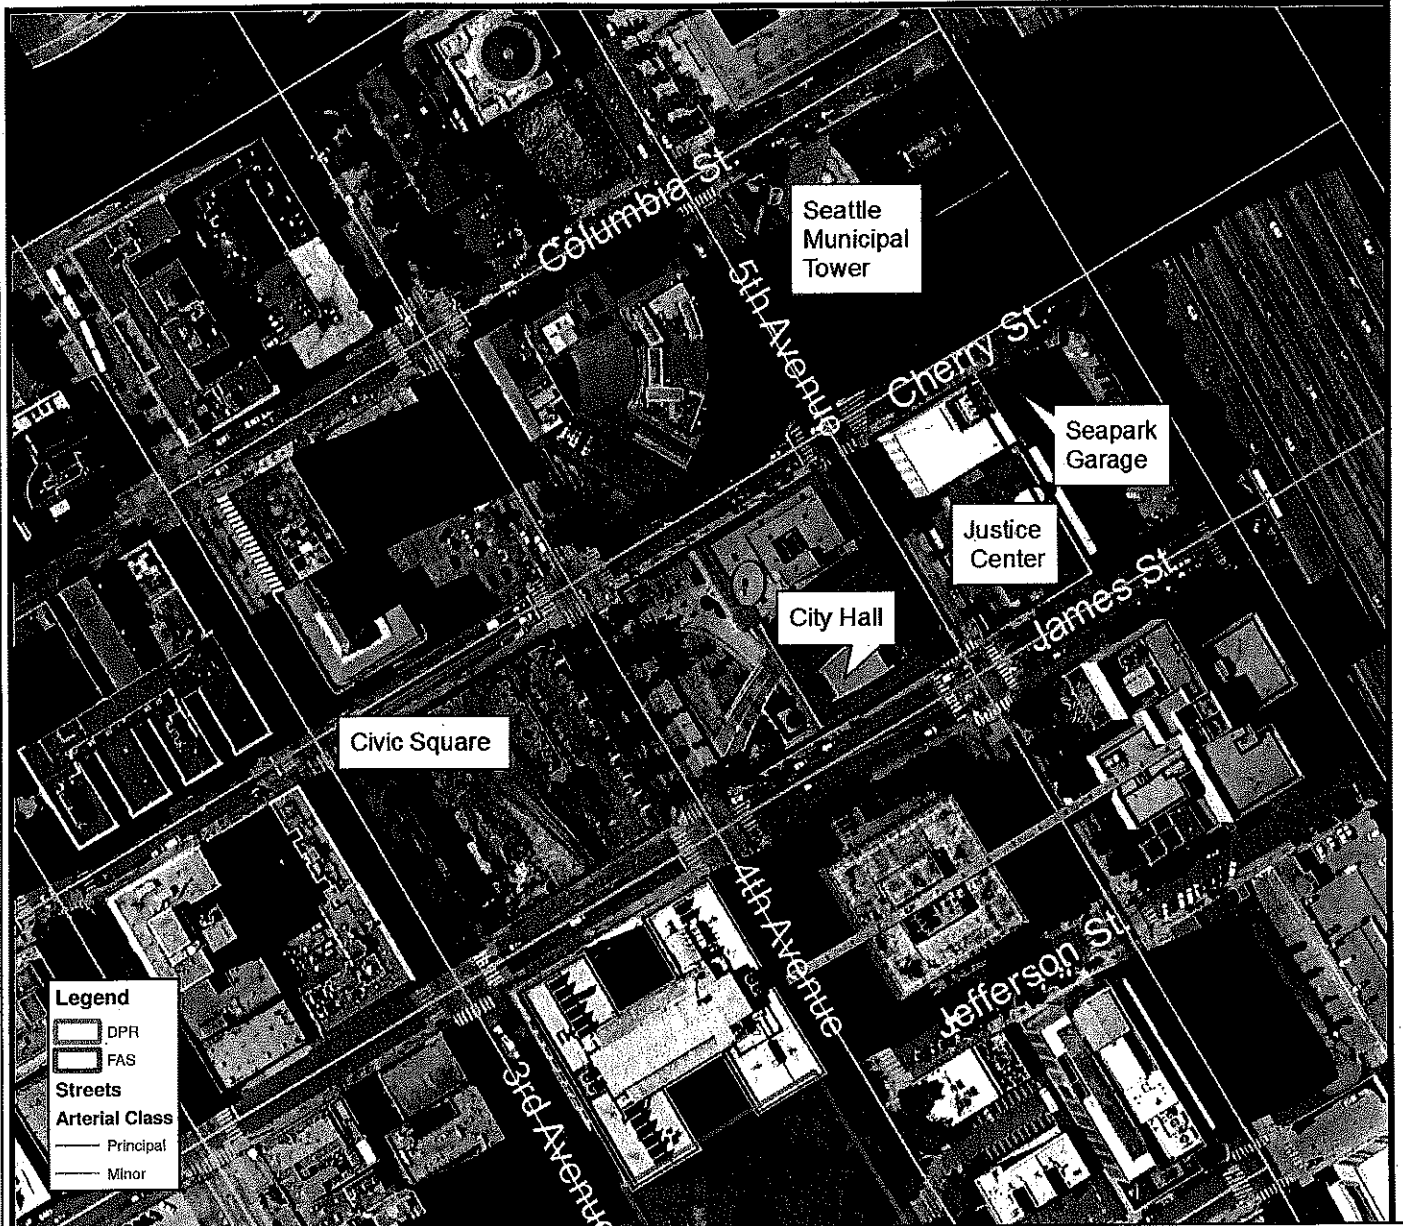 Columbia St.
Seattle
Municipal
Tower
5th Avenue
Cherry St.
Seapark
Garage
Justice
Center
James St.
City Hall
Civic Square
4th Avenue
Jefferson St.
3rd Avenue
Legend
DPR
FAS
Streets
Arterial Class
Principal
Minor